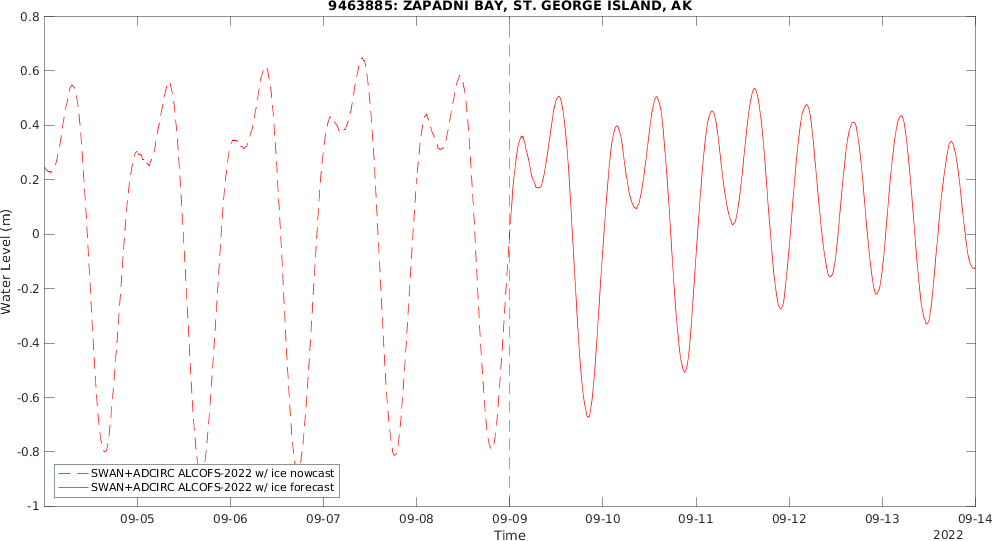 9463885: ZAPADNI BAY, ST. GEORGE ISLAND, AK
0.8
0.6
0.4
0.2
0
-0.2
-0.4
-0.6
-0.8
-1
Water Level (m)
SWAN+ADCIRC ALCOFS-2022 w/ ice nowcast
SWAN+ADCIRC ALCOFS-2022 w/ ice forecast
09-05 09-06 09-07 09-08 09-09 09-10 09-11 09-12 09-13 09-14
Time
2022